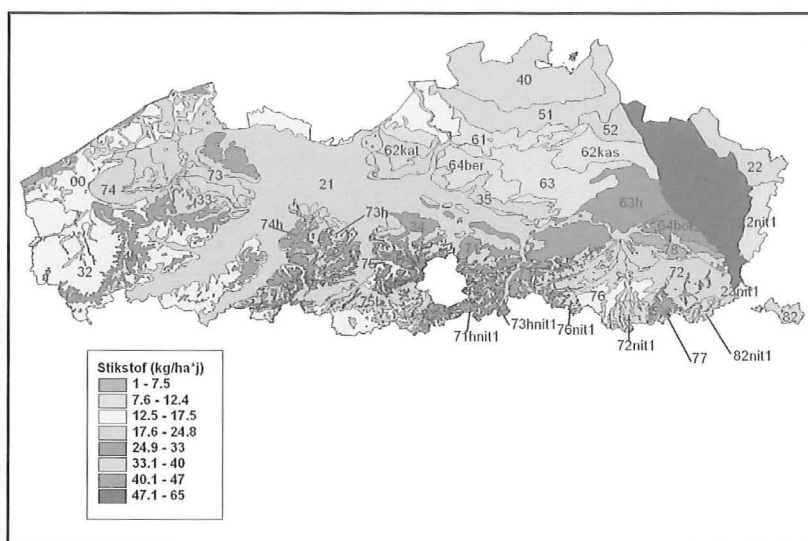 40
51
52
61
62kat
62kas
64ber
22
00
73
74
33
21
63
35
63h
74h
73h
32
72
76
75
82
71hnit1
73hnit1
76nit1
72nit1
77
82nit1
23nit1
Stikstof (kg/ha*j)
1 - 7.5
7.6 - 12.4
12.5 - 17.5
17.6 - 24.8
24.9 - 33
33.1 - 40
40.1 - 47
47.1 - 65